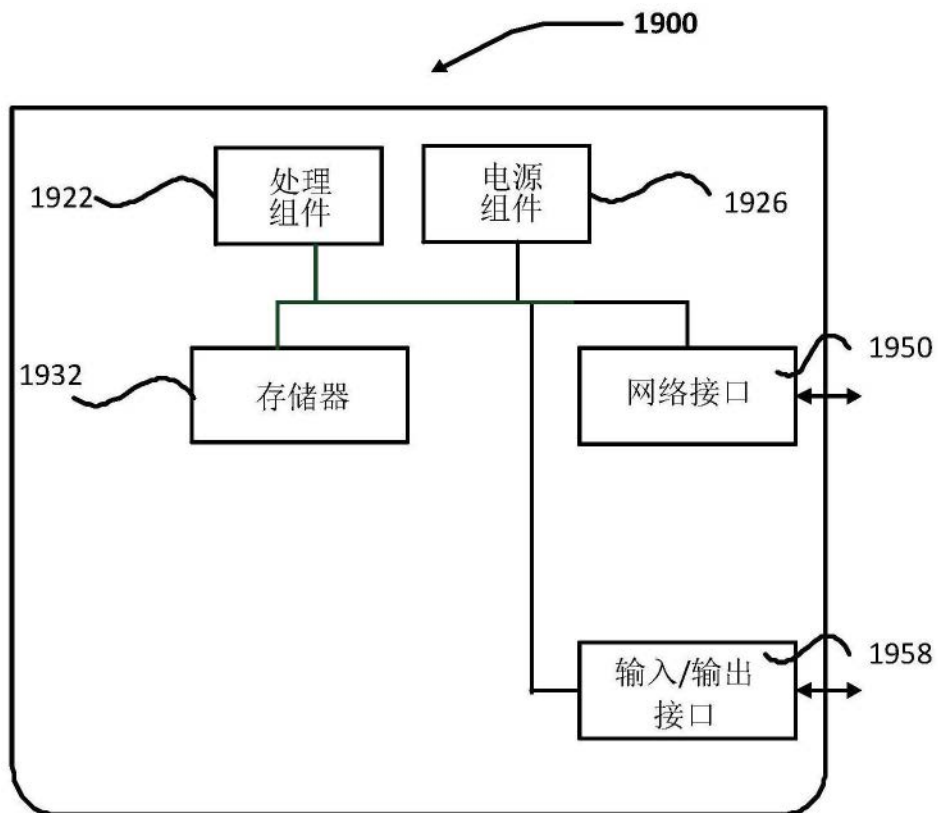 1900
处理
组件
电源
组件
1922
1926
1932
存储器
网络接口
1950
输入/输出
接口
1958